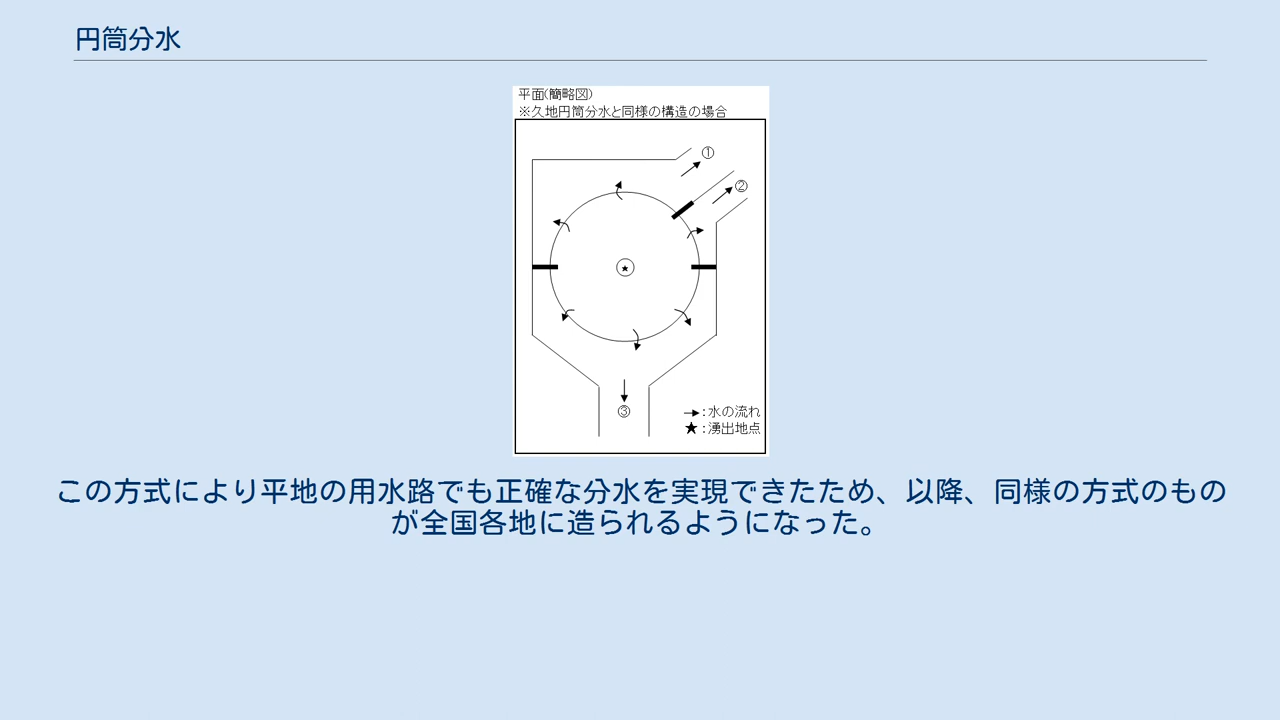 円筒分水
平面(簡略図)
※久地円筒分水と同様の構造の場合
①
②
③
→:水の流れ
★:湧出地点
この方式により平地の用水路でも正確な分水を実現できたため、以降、同様の方式のもの
が全国各地に造られるようになった。